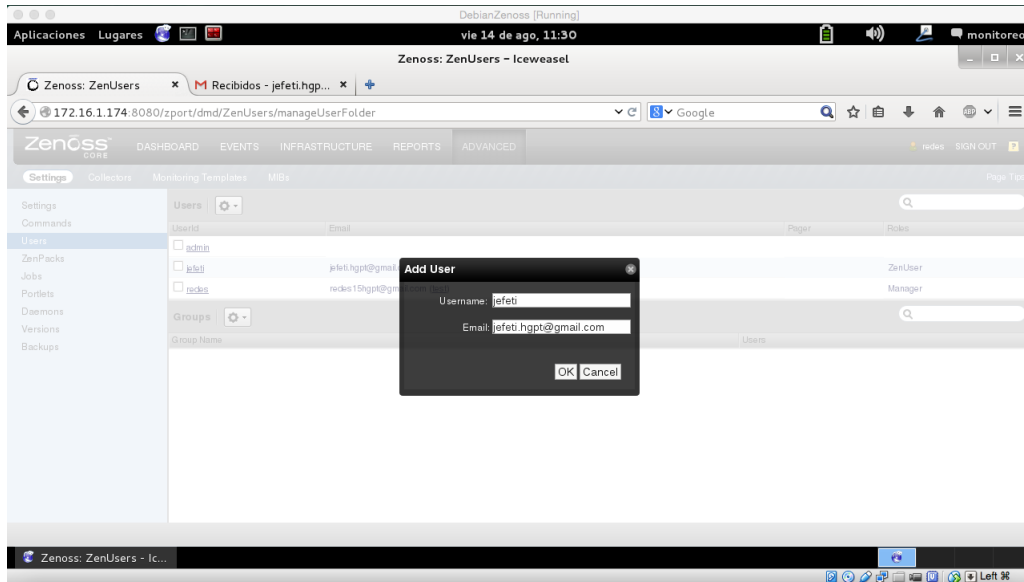 DebianZenoss [Running]
Aplicaciones Lugares vie 14 de ago, 11:30 monitoreo
Zenoss: ZenUsers - Iceweasel
Zenoss: ZenUsers × Recibidos - jefeti.hgp... ×
172.16.1.174:8080/zport/dmd/ZenUsers/manageUserFolder Google
Zenoss CORE DASHBOARD EVENTS INFRASTRUCTURE REPORTS ADVANCED redes SIGN OUT ?
Settings Collectors Monitoring Templates MIBs Page Tips
Settings
Commands
Users
ZenPacks
Jobs
Portlets
Daemons
Versions
Backups
Users
UserId Email Pager Roles
admin
jefeti jefeti.hgpt@gmail. ZenUser
redes redes15hgpt@gmail.com Manager
Groups
Group Name Users
Add User
Username: jefeti
Email: jefeti.hgpt@gmail.com
OK Cancel
Zenoss: ZenUsers - Ic...
Left ⌘